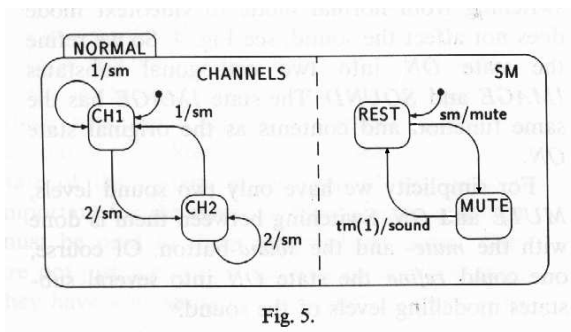 NORMAL
1/sm
CHANNELS
SM
CH1
1/sm
REST
sm/mute
2/sm
CH2
2/sm
tm(1)/sound
MUTE
Fig. 5.